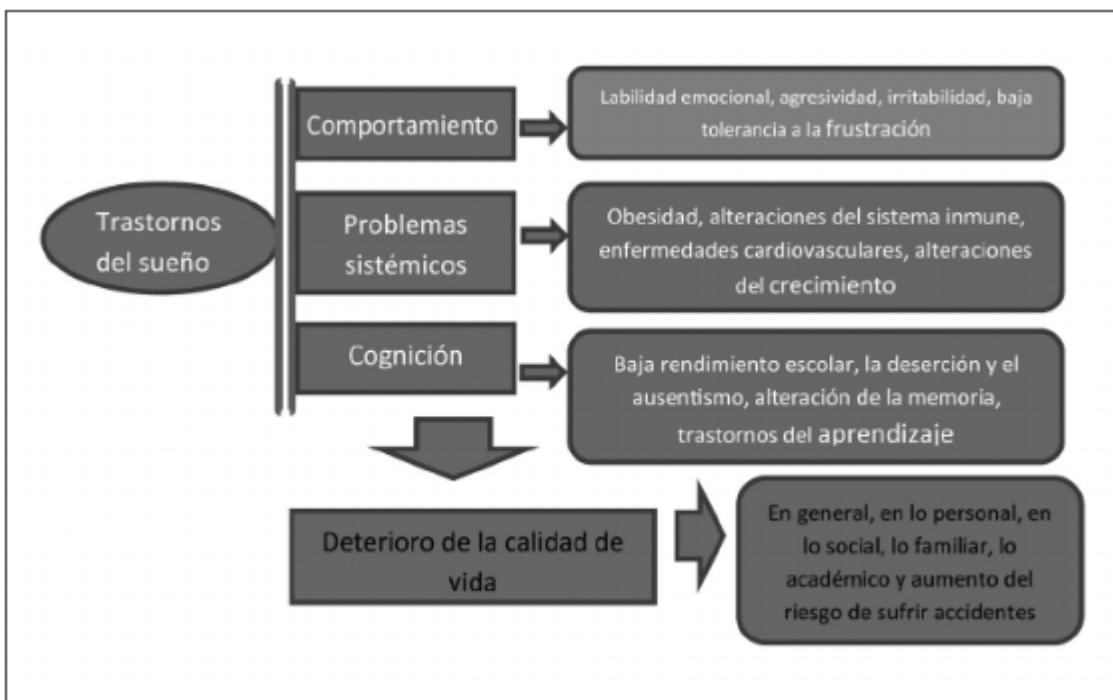 Trastornos
del sueño
Comportamiento
Labilidad emocional, agresividad, irritabilidad, baja
tolerancia a la frustración
Problemas
sistémicos
Obesidad, alteraciones del sistema inmune,
enfermedades cardiovasculares, alteraciones
del crecimiento
Cognición
Baja rendimiento escolar, la deserción y el
ausentismo, alteración de la memoria,
trastornos del aprendizaje
Deterioro de la calidad de
vida
En general, en lo personal, en
lo social, lo familiar, lo
académico y aumento del
riesgo de sufrir accidentes